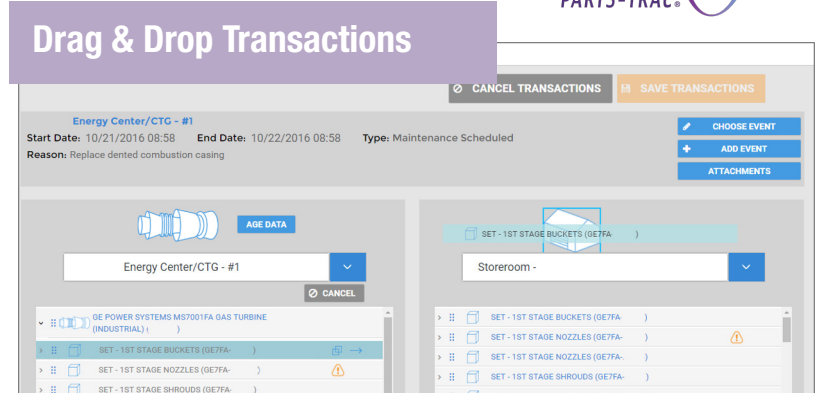 PARTS-TRAC®
Drag & Drop Transactions
CANCEL TRANSACTIONS
SAVE TRANSACTIONS
Energy Center/CTG - #1
Start Date: 10/21/2016 08:58 End Date: 10/22/2016 08:58 Type: Maintenance Scheduled
Reason: Replace dented combustion casing
CHOOSE EVENT
ADD EVENT
ATTACHMENTS
AGE DATA
Energy Center/CTG - #1
CANCEL
GE POWER SYSTEMS MS7001FA GAS TURBINE
(INDUSTRIAL) ( )
SET - 1ST STAGE BUCKETS (GE7FA- )
SET - 1ST STAGE NOZZLES (GE7FA- )
SET - 1ST STAGE SHROUDS (GE7FA- )
SET - 1ST STAGE BUCKETS (GE7FA- )
Storeroom -
SET - 1ST STAGE BUCKETS (GE7FA- )
SET - 1ST STAGE NOZZLES (GE7FA- )
SET - 1ST STAGE NOZZLES (GE7FA- )
SET - 1ST STAGE SHROUDS (GE7FA- )